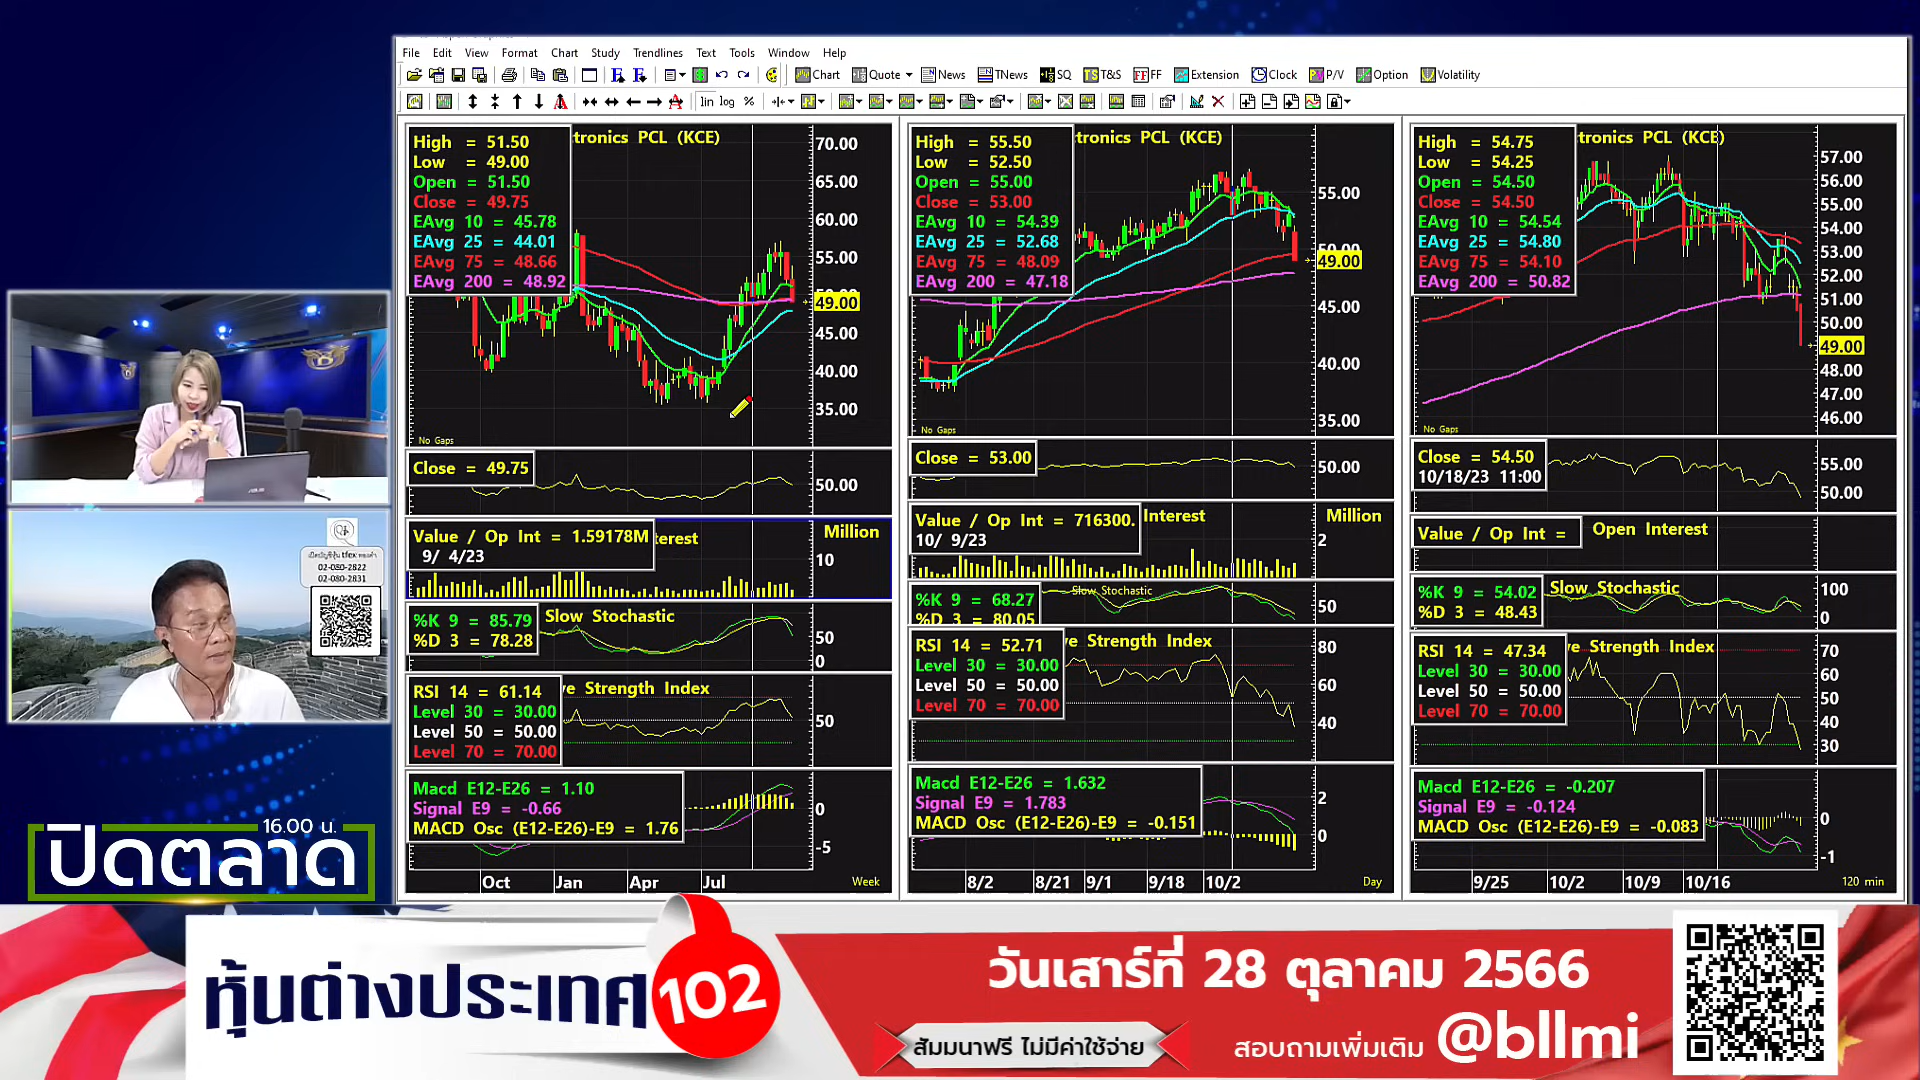 File Edit View Format Chart Study Trendlines Text Tools Window Help
Chart Quote News TNews SQ T&S FF Extension Clock P/V Option Volatility
lin log %
High = 51.50
Low = 49.00
Open = 51.50
Close = 49.75
EAvg 10 = 45.78
EAvg 25 = 44.01
EAvg 75 = 48.66
EAvg 200 = 48.92
tronics PCL (KCE)
70.00
65.00
60.00
55.00
49.00
45.00
40.00
35.00
No Gaps
Close = 49.75
50.00
Value / Op Int = 1.59178M
9/ 4/23
terest
Million
10
%K 9 = 85.79
%D 3 = 78.28
Slow Stochastic
50
0
RSI 14 = 61.14
Level 30 = 30.00
Level 50 = 50.00
Level 70 = 70.00
ve Strength Index
50
Macd E12-E26 = 1.10
Signal E9 = -0.66
MACD Osc (E12-E26)-E9 = 1.76
0
-5
Oct Jan Apr Jul Week
High = 55.50
Low = 52.50
Open = 55.00
Close = 53.00
EAvg 10 = 54.39
EAvg 25 = 52.68
EAvg 75 = 48.09
EAvg 200 = 47.18
tronics PCL (KCE)
55.00
50.00
49.00
45.00
40.00
35.00
No Gaps
Close = 53.00
50.00
Value / Op Int = 716300.
10/ 9/23
Interest
Million
2
%K 9 = 68.27
%D 3 = 80.05
Slow Stochastic
50
RSI 14 = 52.71
Level 30 = 30.00
Level 50 = 50.00
Level 70 = 70.00
ve Strength Index
80
60
40
Macd E12-E26 = 1.632
Signal E9 = 1.783
MACD Osc (E12-E26)-E9 = -0.151
2
0
8/2 8/21 9/1 9/18 10/2 Day
High = 54.75
Low = 54.25
Open = 54.50
Close = 54.50
EAvg 10 = 54.54
EAvg 25 = 54.80
EAvg 75 = 54.10
EAvg 200 = 50.82
tronics PCL (KCE)
57.00
56.00
55.00
54.00
53.00
52.00
51.00
50.00
49.00
48.00
47.00
46.00
No Gaps
Close = 54.50
10/18/23 11:00
55.00
50.00
Value / Op Int =
Open Interest
%K 9 = 54.02
%D 3 = 48.43
Slow Stochastic
100
0
RSI 14 = 47.34
Level 30 = 30.00
Level 50 = 50.00
Level 70 = 70.00
ve Strength Index
70
60
50
40
30
Macd E12-E26 = -0.207
Signal E9 = -0.124
MACD Osc (E12-E26)-E9 = -0.083
0
-1
9/25 10/2 10/9 10/16 120 min
02-080-2822
02-080-2831
16.00 น.
ปิดตลาด
หุ้นต่างประเทศ 102
วันเสาร์ที่ 28 ตุลาคม 2566
สัมมนาฟรี ไม่มีค่าใช้จ่าย
สอบถามเพิ่มเติม @bllmi